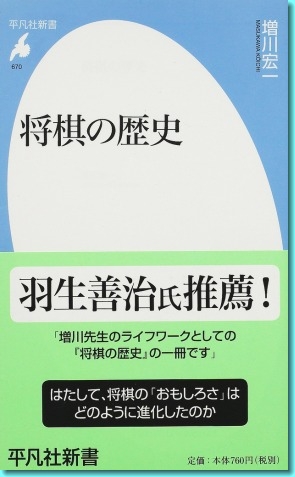 平凡社新書
670
増川宏一
MASUKAWA KOICHI
将棋の歴史
羽生善治氏推薦!
「増川先生のライフワークとしての
『将棋の歴史』の一冊です」
はたして、将棋の「おもしろさ」は
どのように進化したのか
平凡社新書
定価:本体760円(税別)